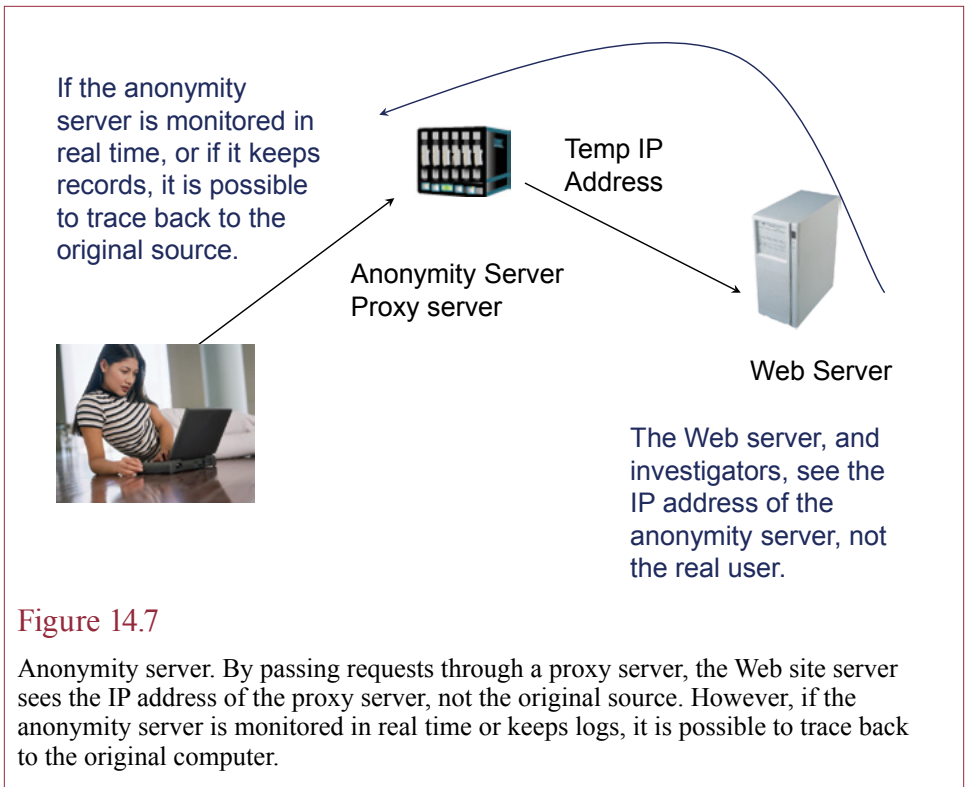 If the anonymity
server is monitored in
real time, or if it keeps
records, it is possible
to trace back to the
original source.
Temp IP
Address
Anonymity Server
Proxy server
Web Server
The Web server, and
investigators, see the
IP address of the
anonymity server, not
the real user.
Figure 14.7
Anonymity server. By passing requests through a proxy server, the Web site server
sees the IP address of the proxy server, not the original source. However, if the
anonymity server is monitored in real time or keeps logs, it is possible to trace back
to the original computer.